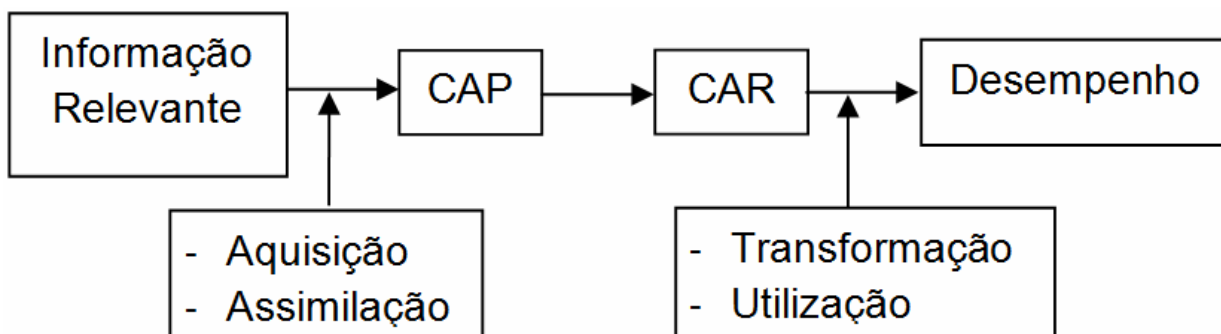 Informação
Relevante
CAP
CAR
Desempenho
- Aquisição
- Assimilação
- Transformação
- Utilização